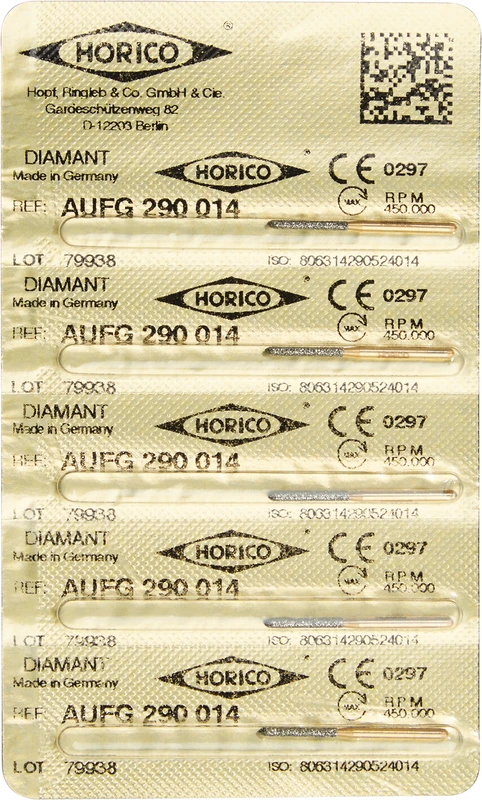 HORICO ®
Hopf, Ringleb & Co. GmbH & Cie.
Gardeschützenweg 82
D-12203 Berlin
DIAMANT HORICO CE 0297
Made in Germany
REF: AUFG 290 014 MAX RPM 450.000
LOT 79938 ISO: 806314290524014
DIAMANT HORICO CE 0297
Made in Germany
REF: AUFG 290 014 MAX RPM 450.000
HORICO
LOT 79938 ISO: 806314290524014
DIAMANT HORICO CE 0297
Made in Germany
REF: AUFG 290 014 MAX RPM 450.000
LOT 79938 ISO: 806314290524014
DIAMANT HORICO CE 0297
Made in Germany
REF: AUFG 290 014 MAX RPM 450.000
LOT 79938 ISO: 806314290524014
DIAMANT HORICO CE 0297
Made in Germany
REF: AUFG 290 014 MAX RPM 450.000
LOT 79938 ISO: 806314290524014